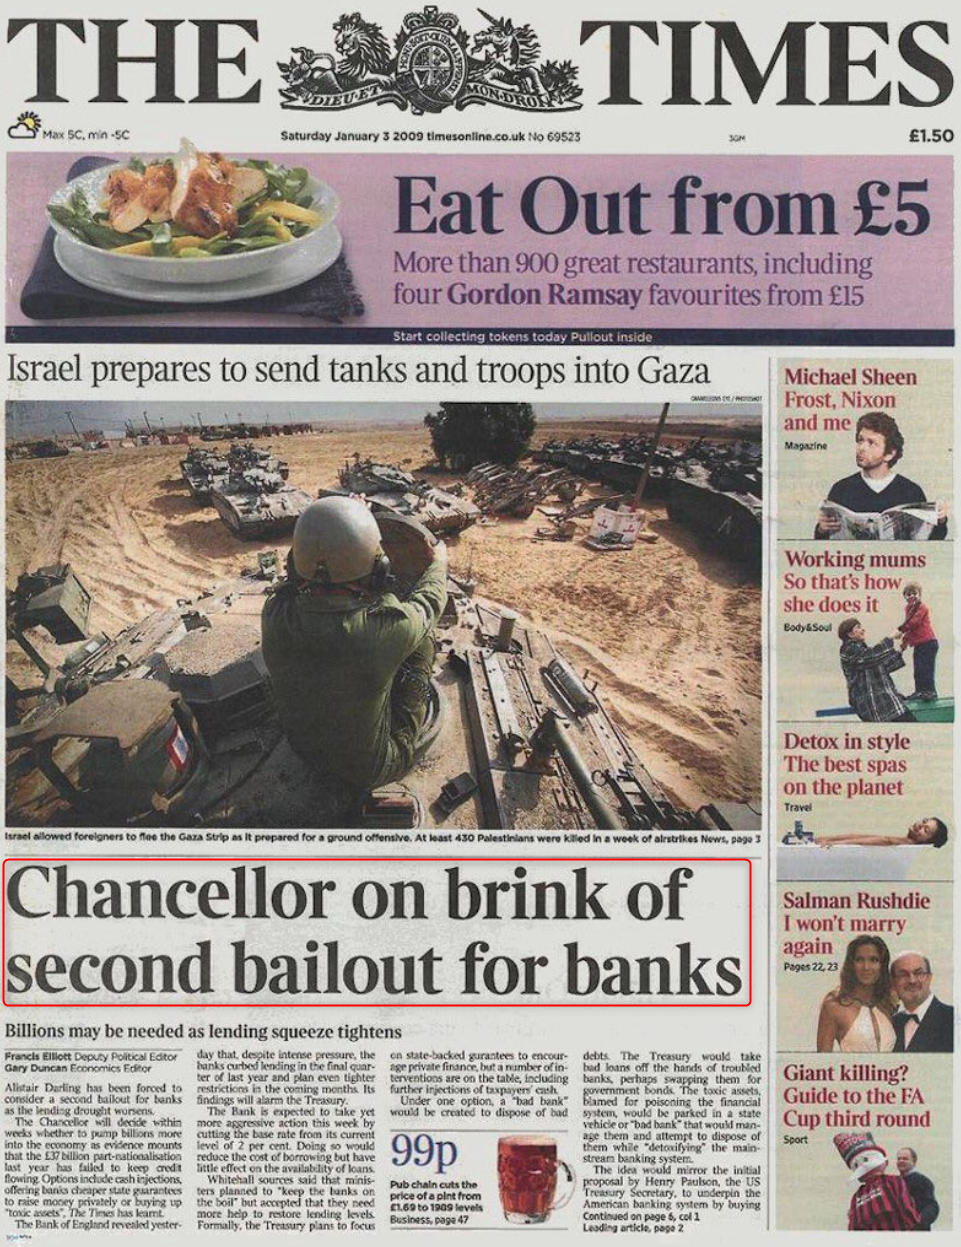 THE TIMES
DIEU·ET MON·DROIT
Max 5C, min -5C
Saturday January 3 2009 timesonline.co.uk No 69523
3GM
£1.50
Eat Out from £5
More than 900 great restaurants, including
four Gordon Ramsay favourites from £15
Start collecting tokens today Pullout inside
Israel prepares to send tanks and troops into Gaza
Israel allowed foreigners to flee the Gaza Strip as it prepared for a ground offensive. At least 430 Palestinians were killed in a week of airstrikes News, page 3
Chancellor on brink of
second bailout for banks
Billions may be needed as lending squeeze tightens
Francis Elliott Deputy Political Editor
Gary Duncan Economics Editor
Alistair Darling has been forced to
consider a second bailout for banks
as the lending drought worsens.
The Chancellor will decide within
weeks whether to pump billions more
into the economy as evidence mounts
that the £37 billion part-nationalisation
last year has failed to keep credit
flowing. Options include cash injections,
offering banks cheaper state guarantees
to raise money privately or buying up
"toxic assets", The Times has learnt.
The Bank of England revealed yester-
day that, despite intense pressure, the
banks curbed lending in the final quar-
ter of last year and plan even tighter
restrictions in the coming months. Its
findings will alarm the Treasury.
The Bank is expected to take yet
more aggressive action this week by
cutting the base rate from its current
level of 2 per cent. Doing so would
reduce the cost of borrowing but have
little effect on the availability of loans.
Whitehall sources said that minis-
ters planned to "keep the banks on
the boil" but accepted that they need
more help to restore lending levels.
Formally, the Treasury plans to focus
on state-backed gurantees to encour-
age private finance, but a number of in-
terventions are on the table, including
further injections of taxpayers' cash.
Under one option, a "bad bank"
would be created to dispose of bad
99p
Pub chain cuts the
price of a pint from
£1.69 to 1989 levels
Business, page 47
debts. The Treasury would take
bad loans off the hands of troubled
banks, perhaps swapping them for
government bonds. The toxic assets,
blamed for poisoning the financial
system, would be parked in a state
vehicle or "bad bank" that would man-
age them and attempt to dispose of
them while "detoxifying" the main-
stream banking system.
The idea would mirror the initial
proposal by Henry Paulson, the US
Treasury Secretary, to underpin the
American banking system by buying
Continued on page 6, col 1
Leading article, page 2
Michael Sheen
Frost, Nixon
and me
Magazine
Working mums
So that's how
she does it
Body&Soul
Detox in style
The best spas
on the planet
Travel
Salman Rushdie
I won't marry
again
Pages 22, 23
Giant killing?
Guide to the FA
Cup third round
Sport